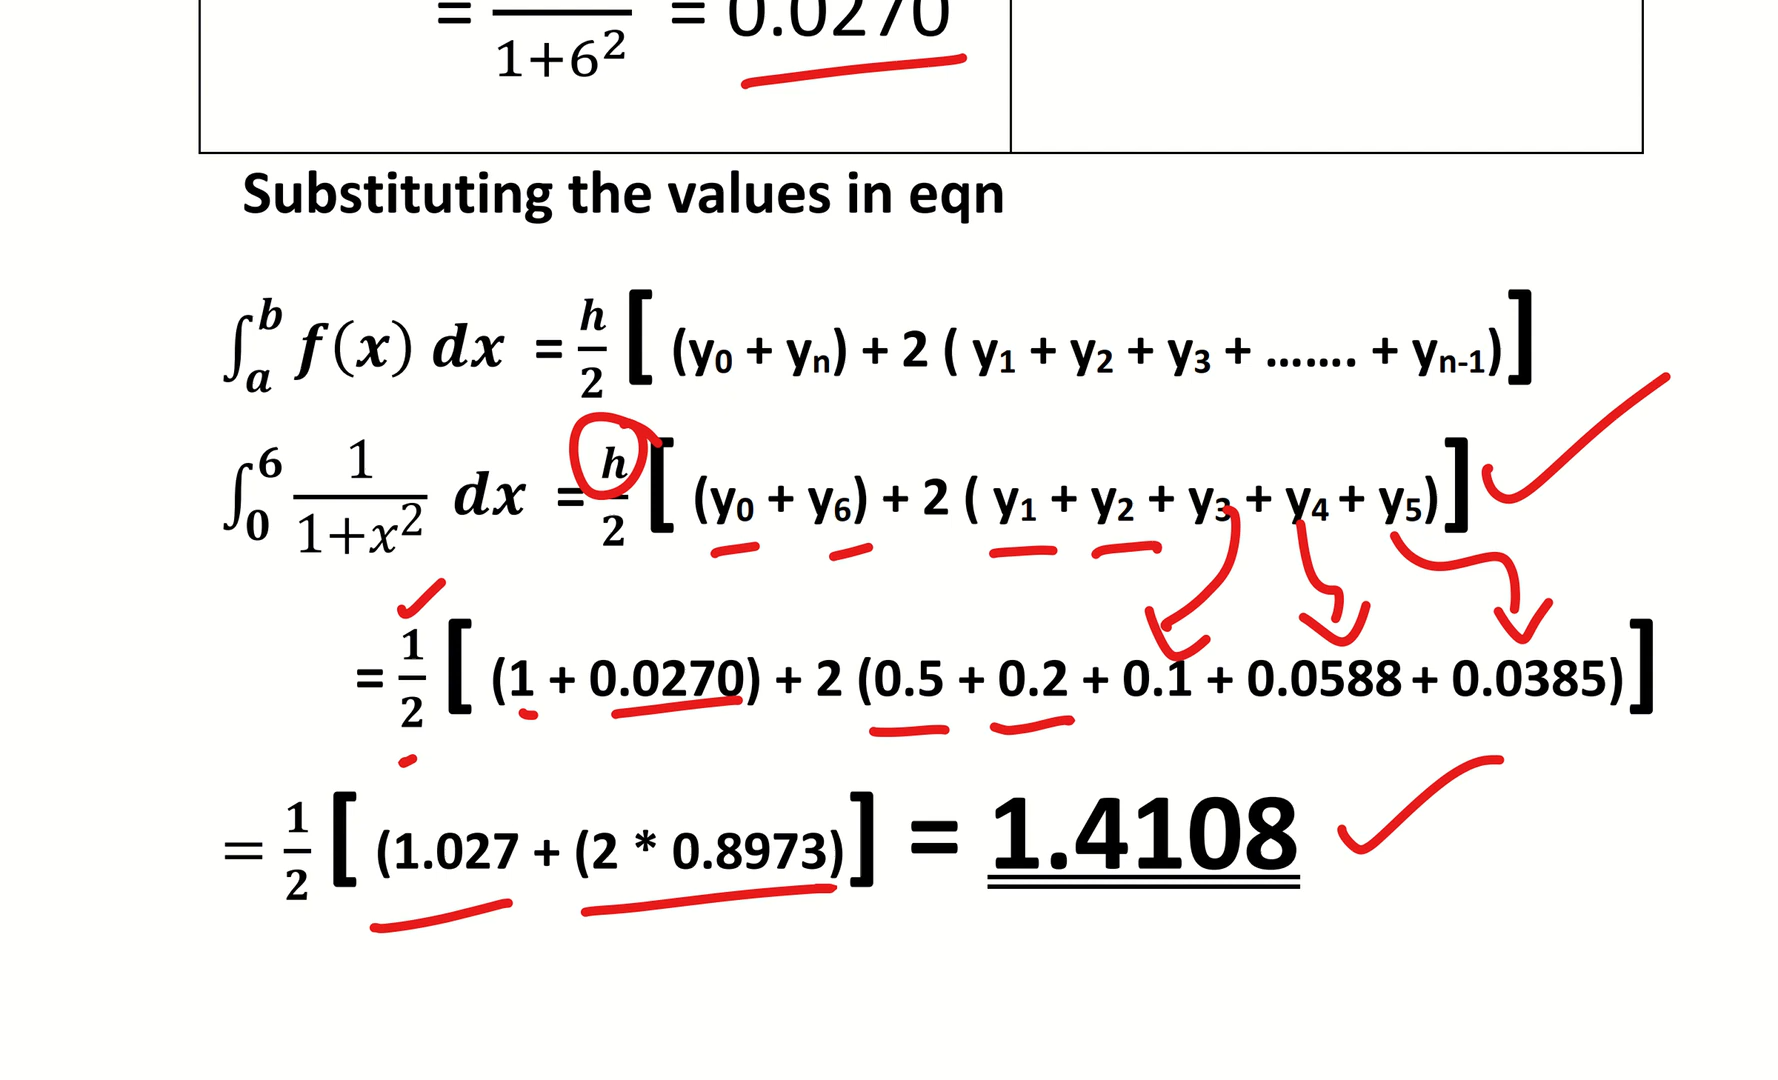 = ‾1+6² = 0.0270
Substituting the values in eqn
∫ₐᵇ f(x) dx = h/2 [ (y₀ + yₙ) + 2 ( y₁ + y₂ + y₃ + ....... + yₙ₋₁)]
∫₀⁶ 1/1+x² dx = h/2 [ (y₀ + y₆) + 2 ( y₁ + y₂ + y₃ + y₄ + y₅)]
= 1/2 [ (1 + 0.0270) + 2 (0.5 + 0.2 + 0.1 + 0.0588 + 0.0385)]
= 1/2 [ (1.027 + (2 * 0.8973)] = 1.4108